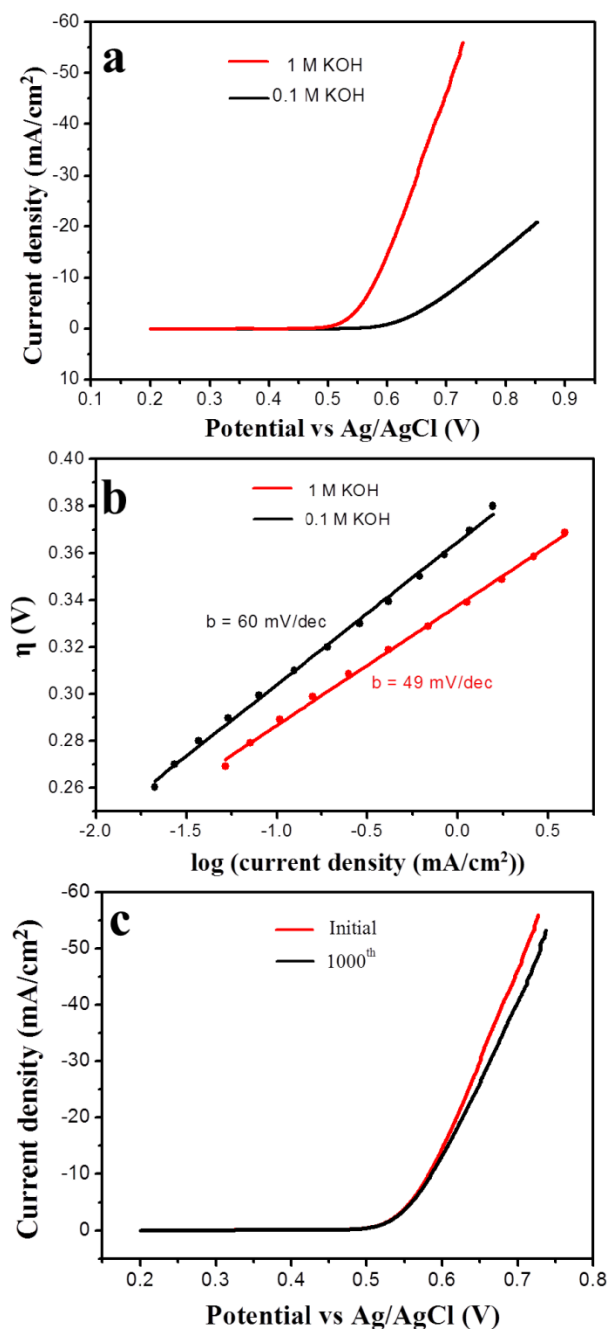 a
1 M KOH
0.1 M KOH
Current density (mA/cm²)
-60
-50
-40
-30
-20
-10
0
10
0.1 0.2 0.3 0.4 0.5 0.6 0.7 0.8 0.9
Potential vs Ag/AgCl (V)
b
1 M KOH
0.1 M KOH
η (V)
0.40
0.38
0.36
0.34
0.32
0.30
0.28
0.26
b = 60 mV/dec
b = 49 mV/dec
-2.0 -1.5 -1.0 -0.5 0.0 0.5
log (current density (mA/cm²))
c
Initial
1000th
Current density (mA/cm²)
-60
-50
-40
-30
-20
-10
0
0.2 0.3 0.4 0.5 0.6 0.7 0.8
Potential vs Ag/AgCl (V)